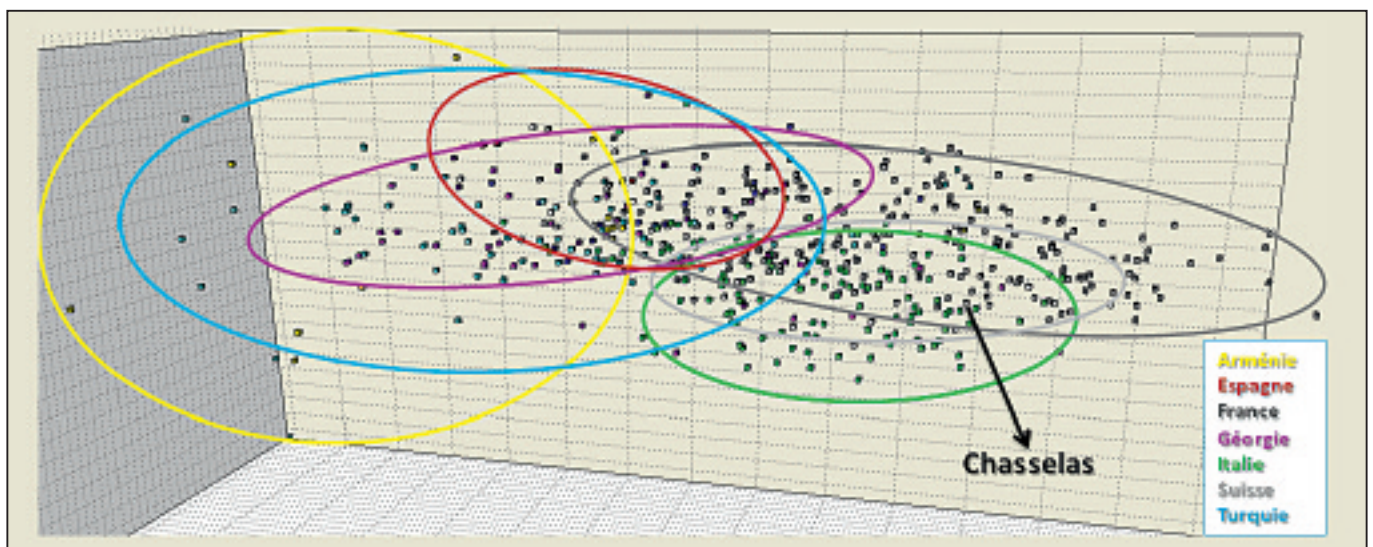 Chasselas
Arménie
Espagne
France
Géorgie
Italie
Suisse
Turquie